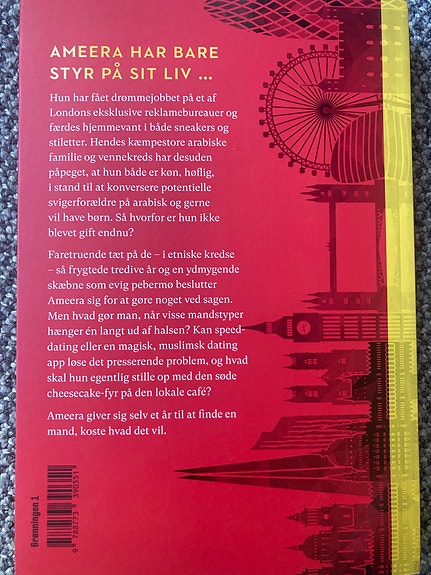 AMEERA HAR BARE
STYR PÅ SIT LIV ...
Hun har fået drømmejobbet på et af
Londons eksklusive reklamebureauer og
færdes hjemmevant i både sneakers og
stiletter. Hendes kæmpestore arabiske
familie og vennekreds har desuden
påpeget, at hun både er køn, høflig,
i stand til at konversere potentielle
svigerforældre på arabisk og gerne
vil have børn. Så hvorfor er hun ikke
blevet gift endnu?
Faretruende tæt på de – i etniske kredse
– så frygtede tredive år og en ydmygende
skæbne som evig pebermø beslutter
Ameera sig for at gøre noget ved sagen.
Men hvad gør man, når visse mandstyper
hænger én langt ud af halsen? Kan speed-
dating eller en magisk, muslimsk dating
app løse det presserende problem, og hvad
skal hun egentlig stille op med den søde
cheesecake-fyr på den lokale café?
Ameera giver sig selv et år til at finde en
mand, koste hvad det vil.
Grønningen 1
9 788773 390351